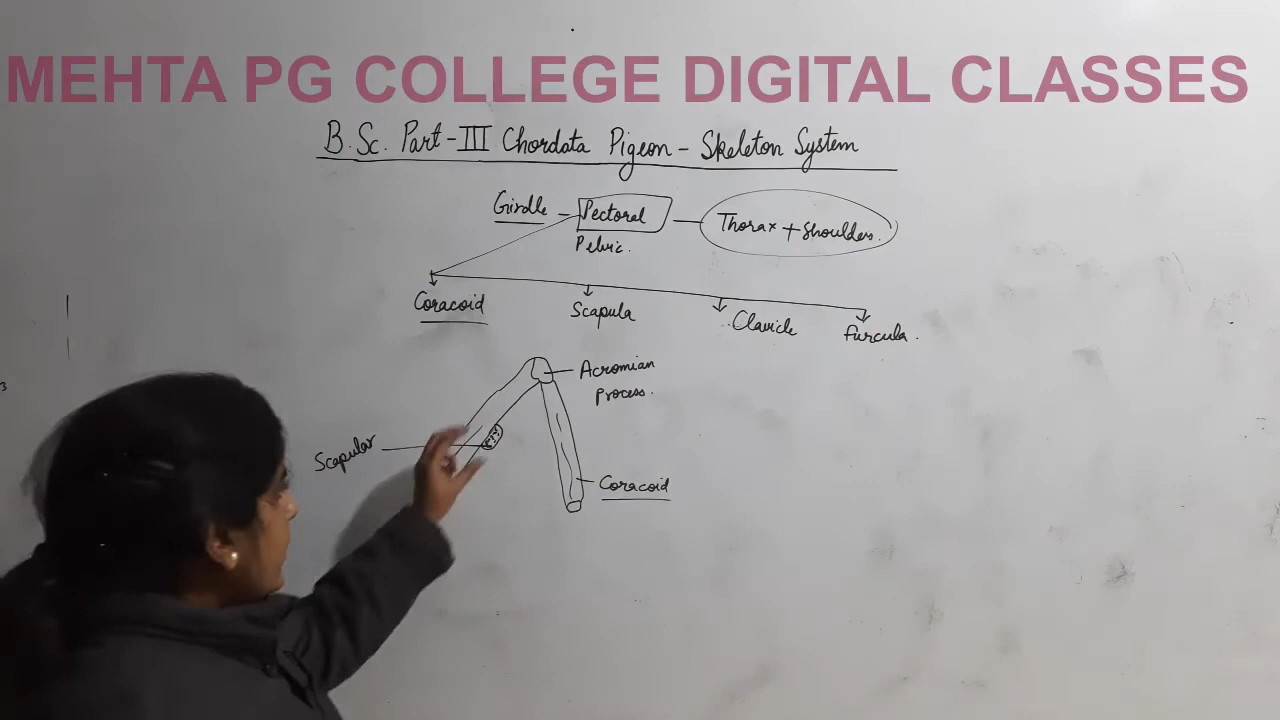 MEHTA PG COLLEGE DIGITAL CLASSES
B.Sc. Part-III Chordata Pigeon - Skeleton System
Girdle - Pectoral - Thorax + Shoulder.
Pelvic.
Coracoid Scapula Clavicle furcula.
Acromian
Process.
Scapular
Coracoid